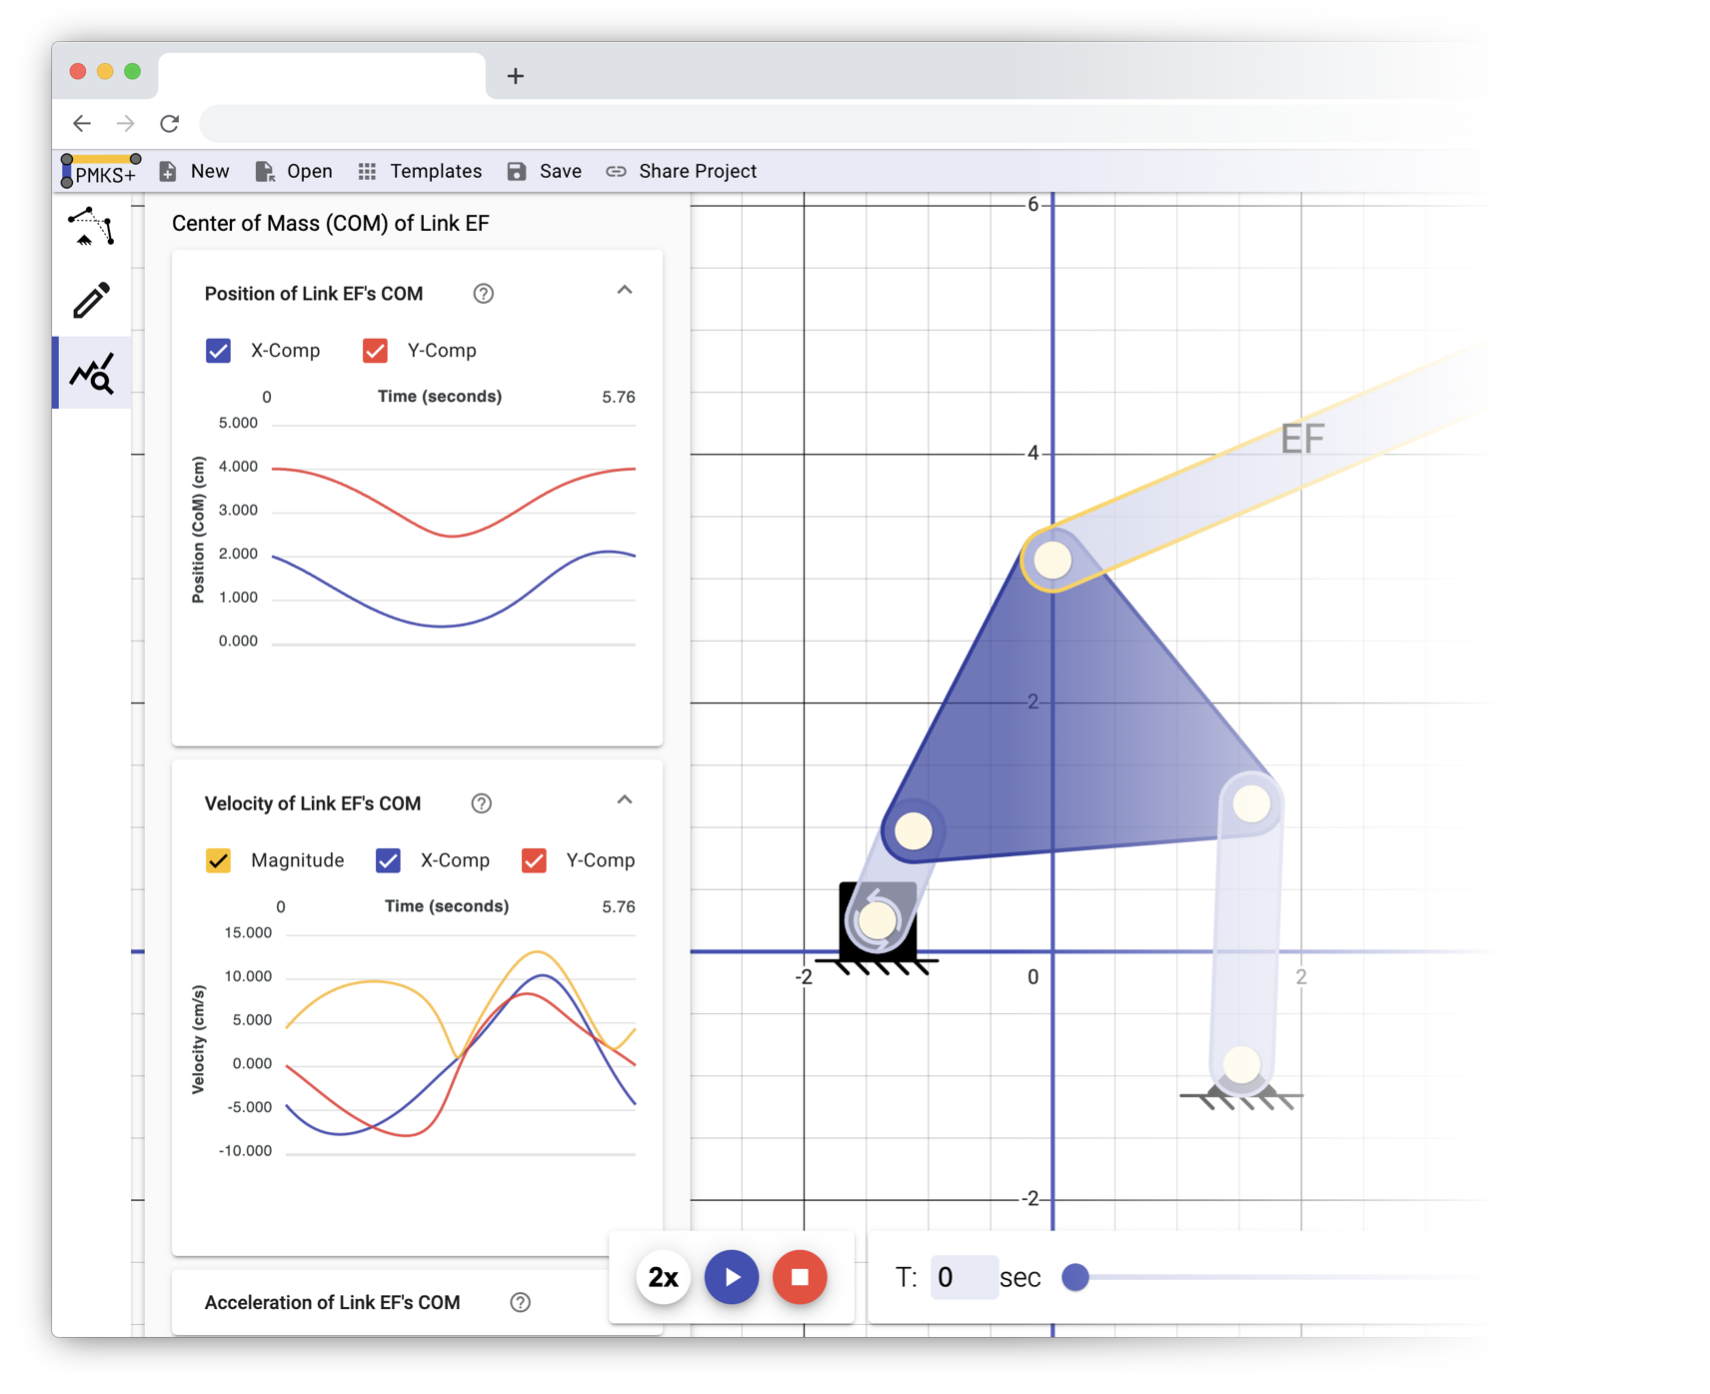 PMKS+ New Open Templates Save Share Project
Center of Mass (COM) of Link EF
Position of Link EF's COM
X-Comp Y-Comp
0 Time (seconds) 5.76
Position (CoM) (cm)
5.000
4.000
3.000
2.000
1.000
0.000
Velocity of Link EF's COM
Magnitude X-Comp Y-Comp
0 Time (seconds) 5.76
Velocity (cm/s)
15.000
10.000
5.000
0.000
-5.000
-10.000
Acceleration of Link EF's COM
6
EF
4
2
-2 0 2
-2
2x T: 0 sec